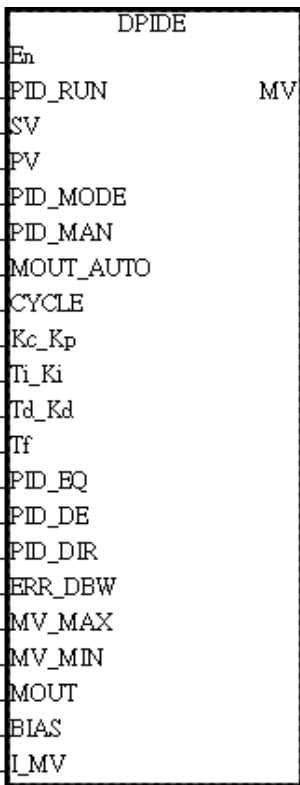 DPIDE
En
PID_RUN MV
SV
PV
PID_MODE
PID_MAN
MOUT_AUTO
CYCLE
Kc_Kp
Ti_Ki
Td_Kd
Tf
PID_EQ
PID_DE
PID_DIR
ERR_DBW
MV_MAX
MV_MIN
MOUT
BIAS
I_MV